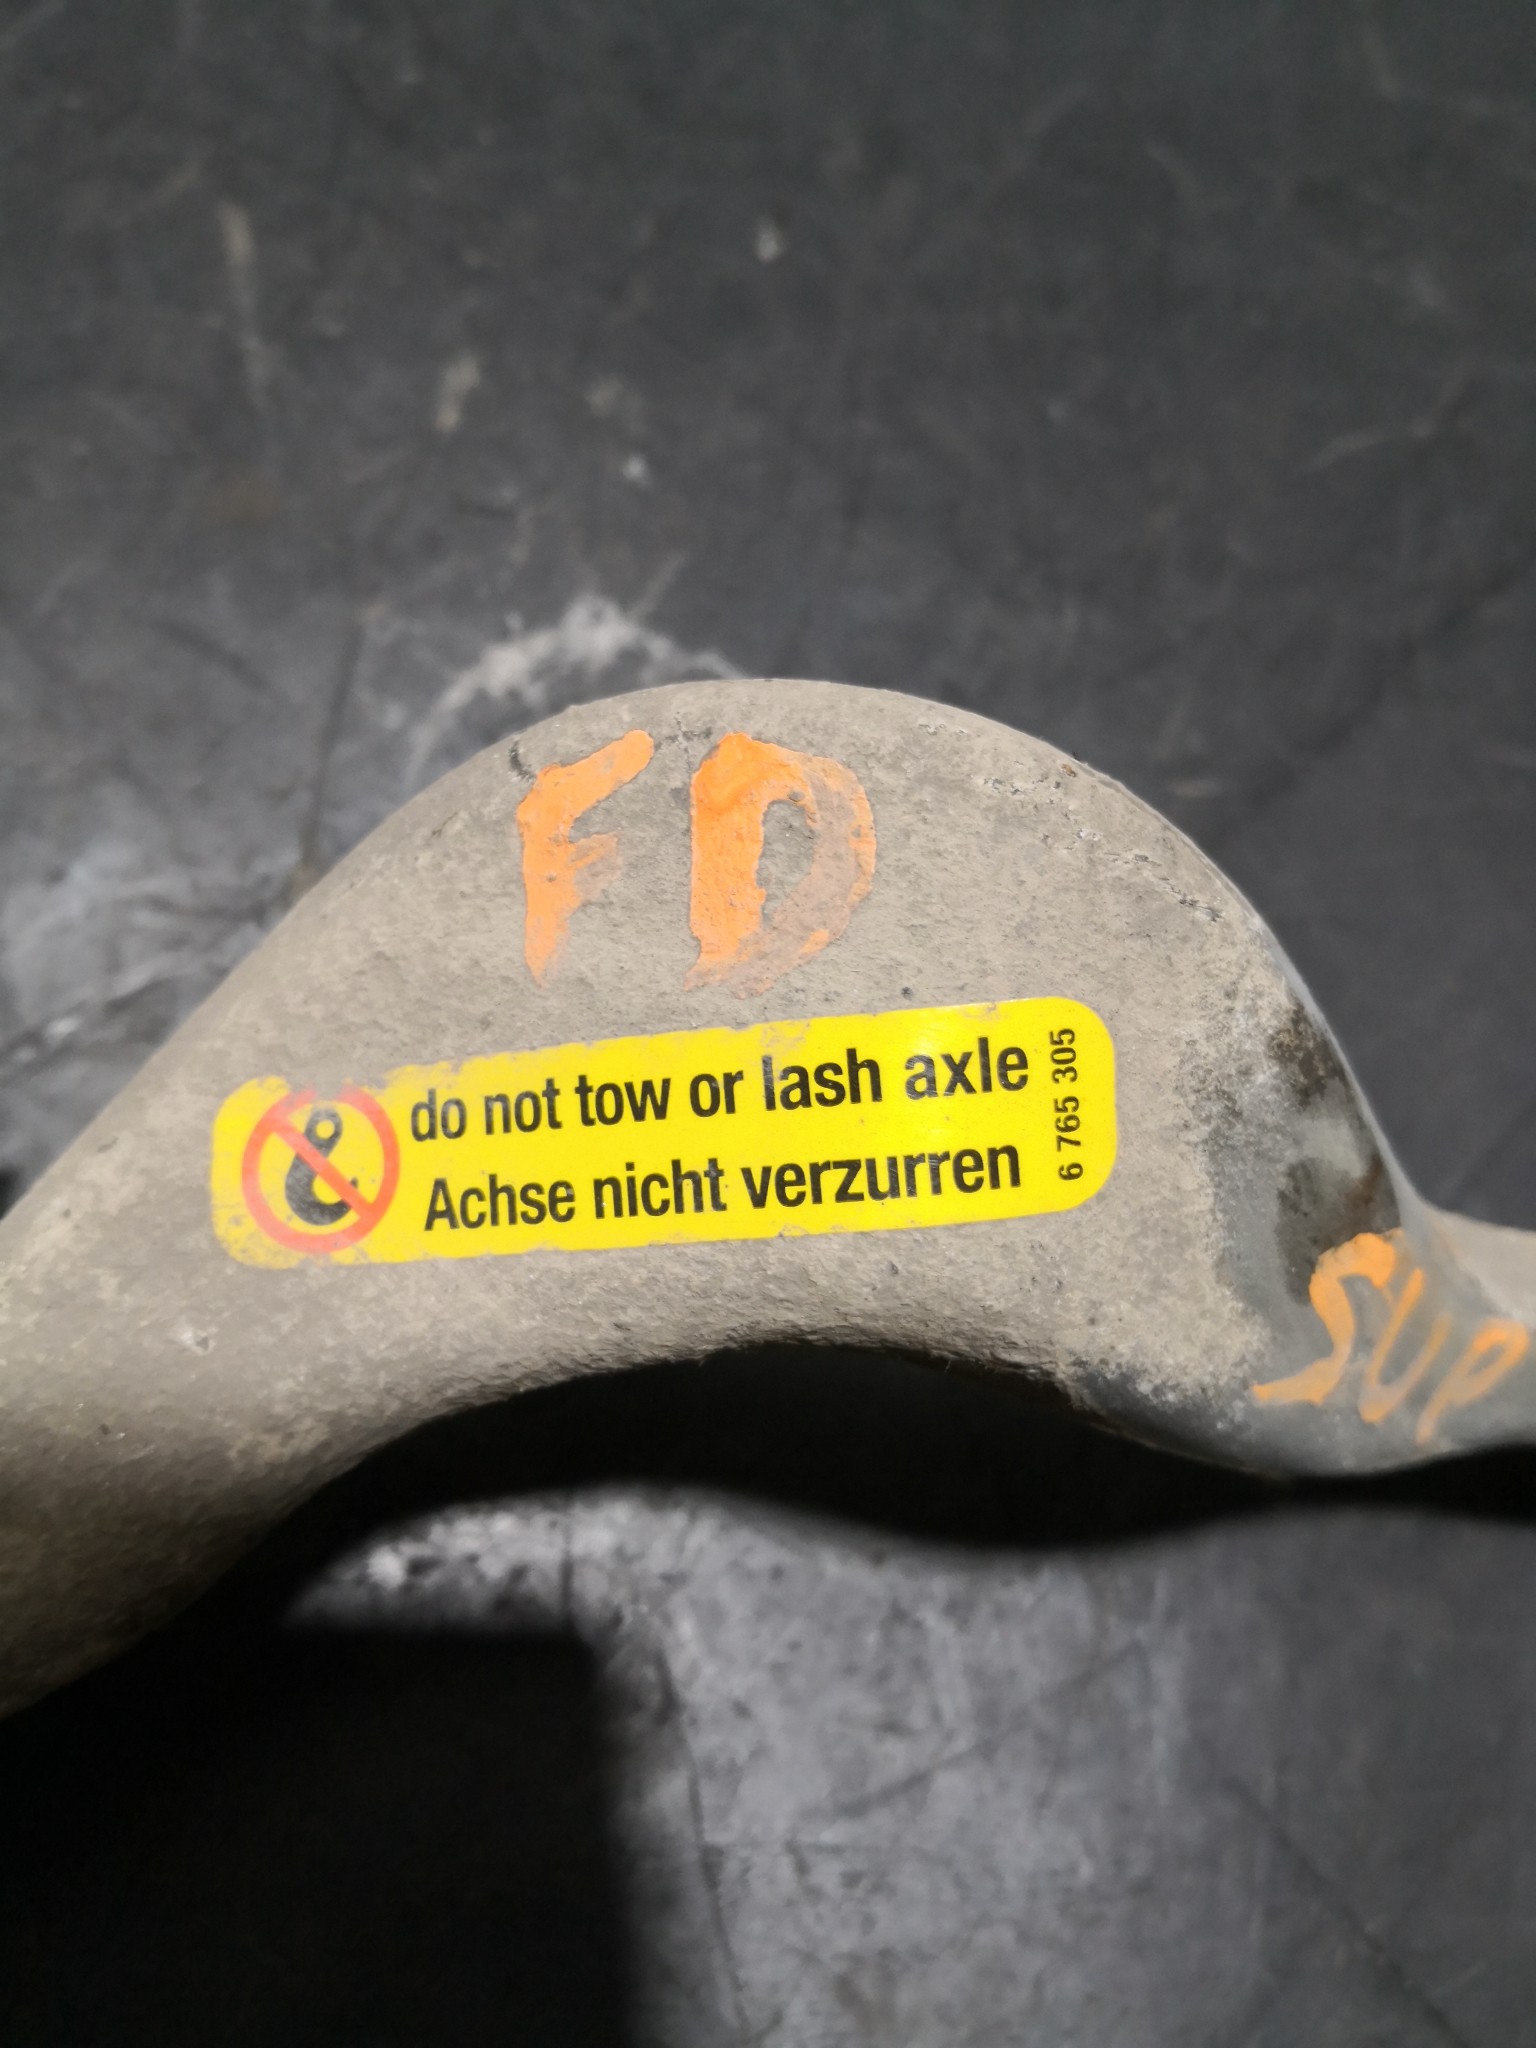 FD
do not tow or lash axle
Achse nicht verzurren
6 765 305
SUP